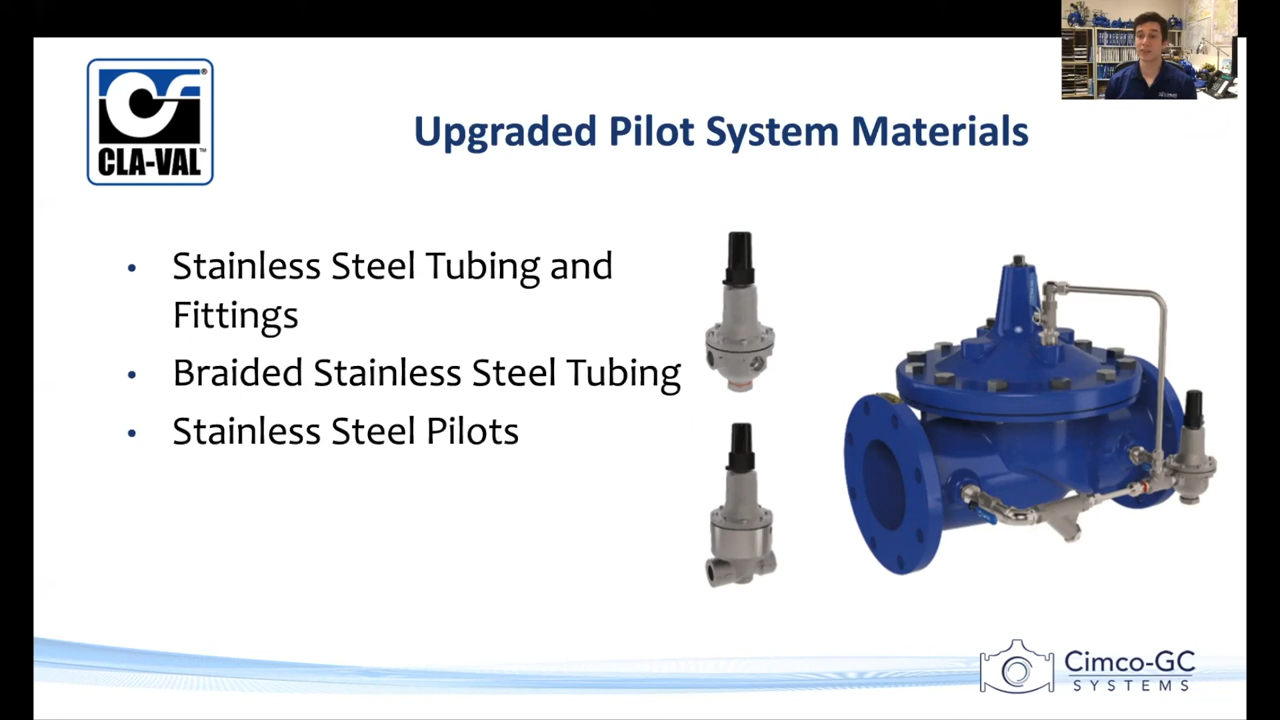 CLA-VAL
Upgraded Pilot System Materials
• Stainless Steel Tubing and
Fittings
• Braided Stainless Steel Tubing
• Stainless Steel Pilots
Cimco-GC
SYSTEMS